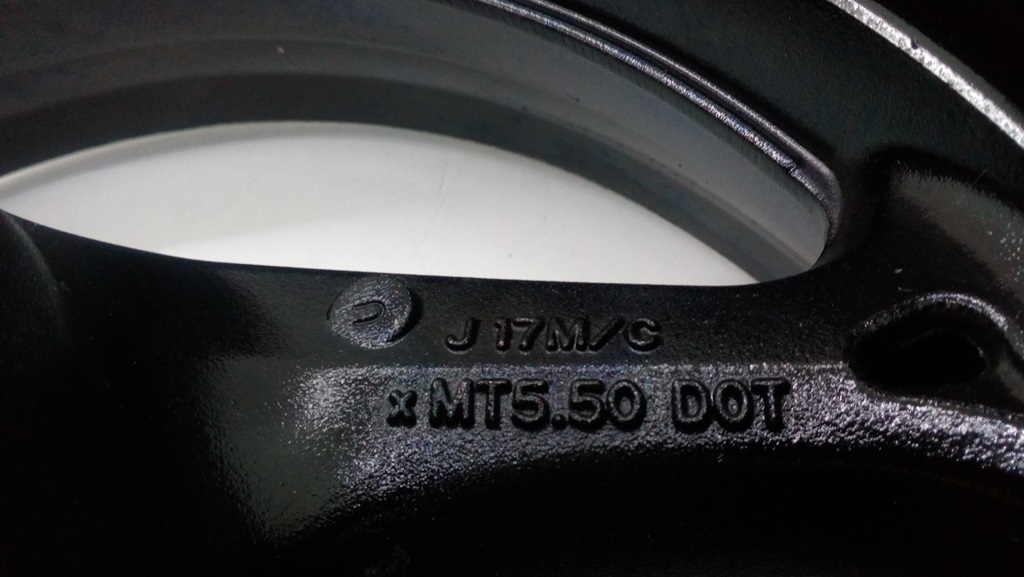 J 17M/C
x MT5.50 DOT